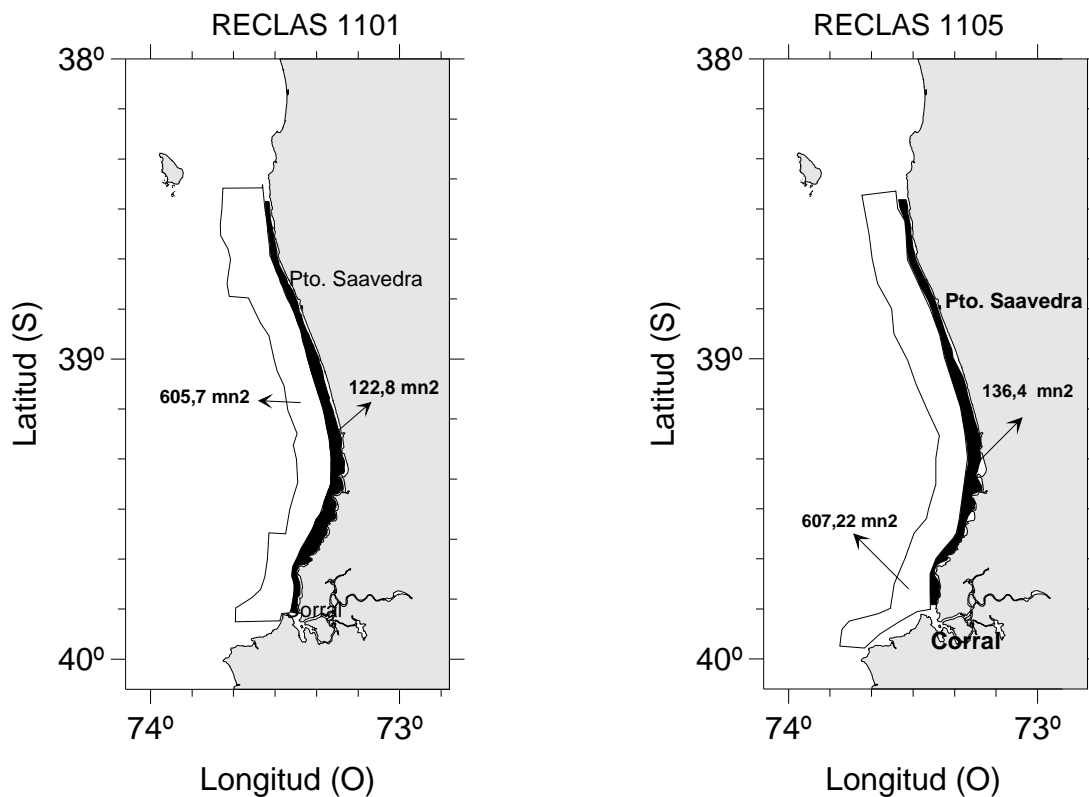 RECLAS 1101
38º
Pto. Saavedra
39º
605,7 mn2
122,8 mn2
Corral
40º
74º
73º
Latitud (S)
Longitud (O)
RECLAS 1105
38º
Pto. Saavedra
39º
136,4 mn2
607,22 mn2
Corral
40º
74º
73º
Latitud (S)
Longitud (O)